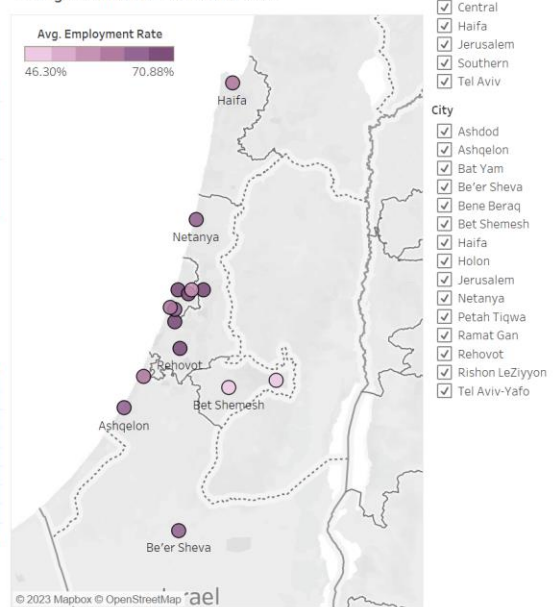 Avg. Employment Rate
46.30% 70.88%
Haifa
Netanya
Rehovot
Bet Shemesh
Ashqelon
Be'er Sheva
© 2023 Mapbox © OpenStreetMap
Central
Haifa
Jerusalem
Southern
Tel Aviv
City
Ashdod
Ashqelon
Bat Yam
Be'er Sheva
Bene Beraq
Bet Shemesh
Haifa
Holon
Jerusalem
Netanya
Petah Tiqwa
Ramat Gan
Rehovot
Rishon LeZiyyon
Tel Aviv-Yafo